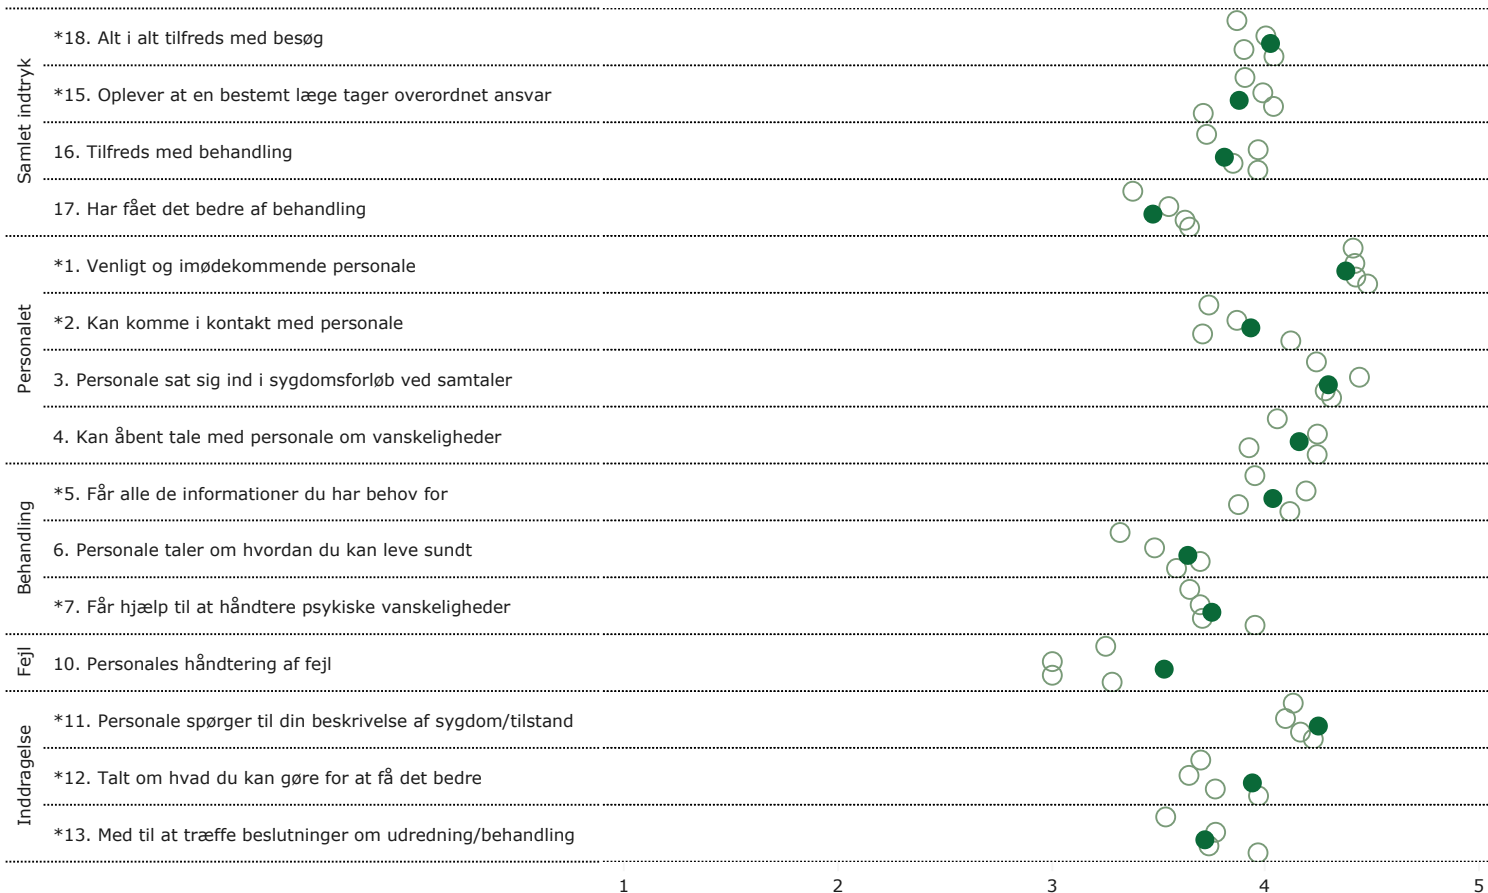 Samlet indtryk
*18. Alt i alt tilfreds med besøg
*15. Oplever at en bestemt læge tager overordnet ansvar
16. Tilfreds med behandling
17. Har fået det bedre af behandling
Personalet
*1. Venligt og imødekommende personale
*2. Kan komme i kontakt med personale
3. Personale sat sig ind i sygdomsforløb ved samtaler
4. Kan åbent tale med personale om vanskeligheder
Behandling
*5. Får alle de informationer du har behov for
6. Personale taler om hvordan du kan leve sundt
*7. Får hjælp til at håndtere psykiske vanskeligheder
Fejl
10. Personales håndtering af fejl
Inddragelse
*11. Personale spørger til din beskrivelse af sygdom/tilstand
*12. Talt om hvad du kan gøre for at få det bedre
*13. Med til at træffe beslutninger om udredning/behandling
1 2 3 4 5